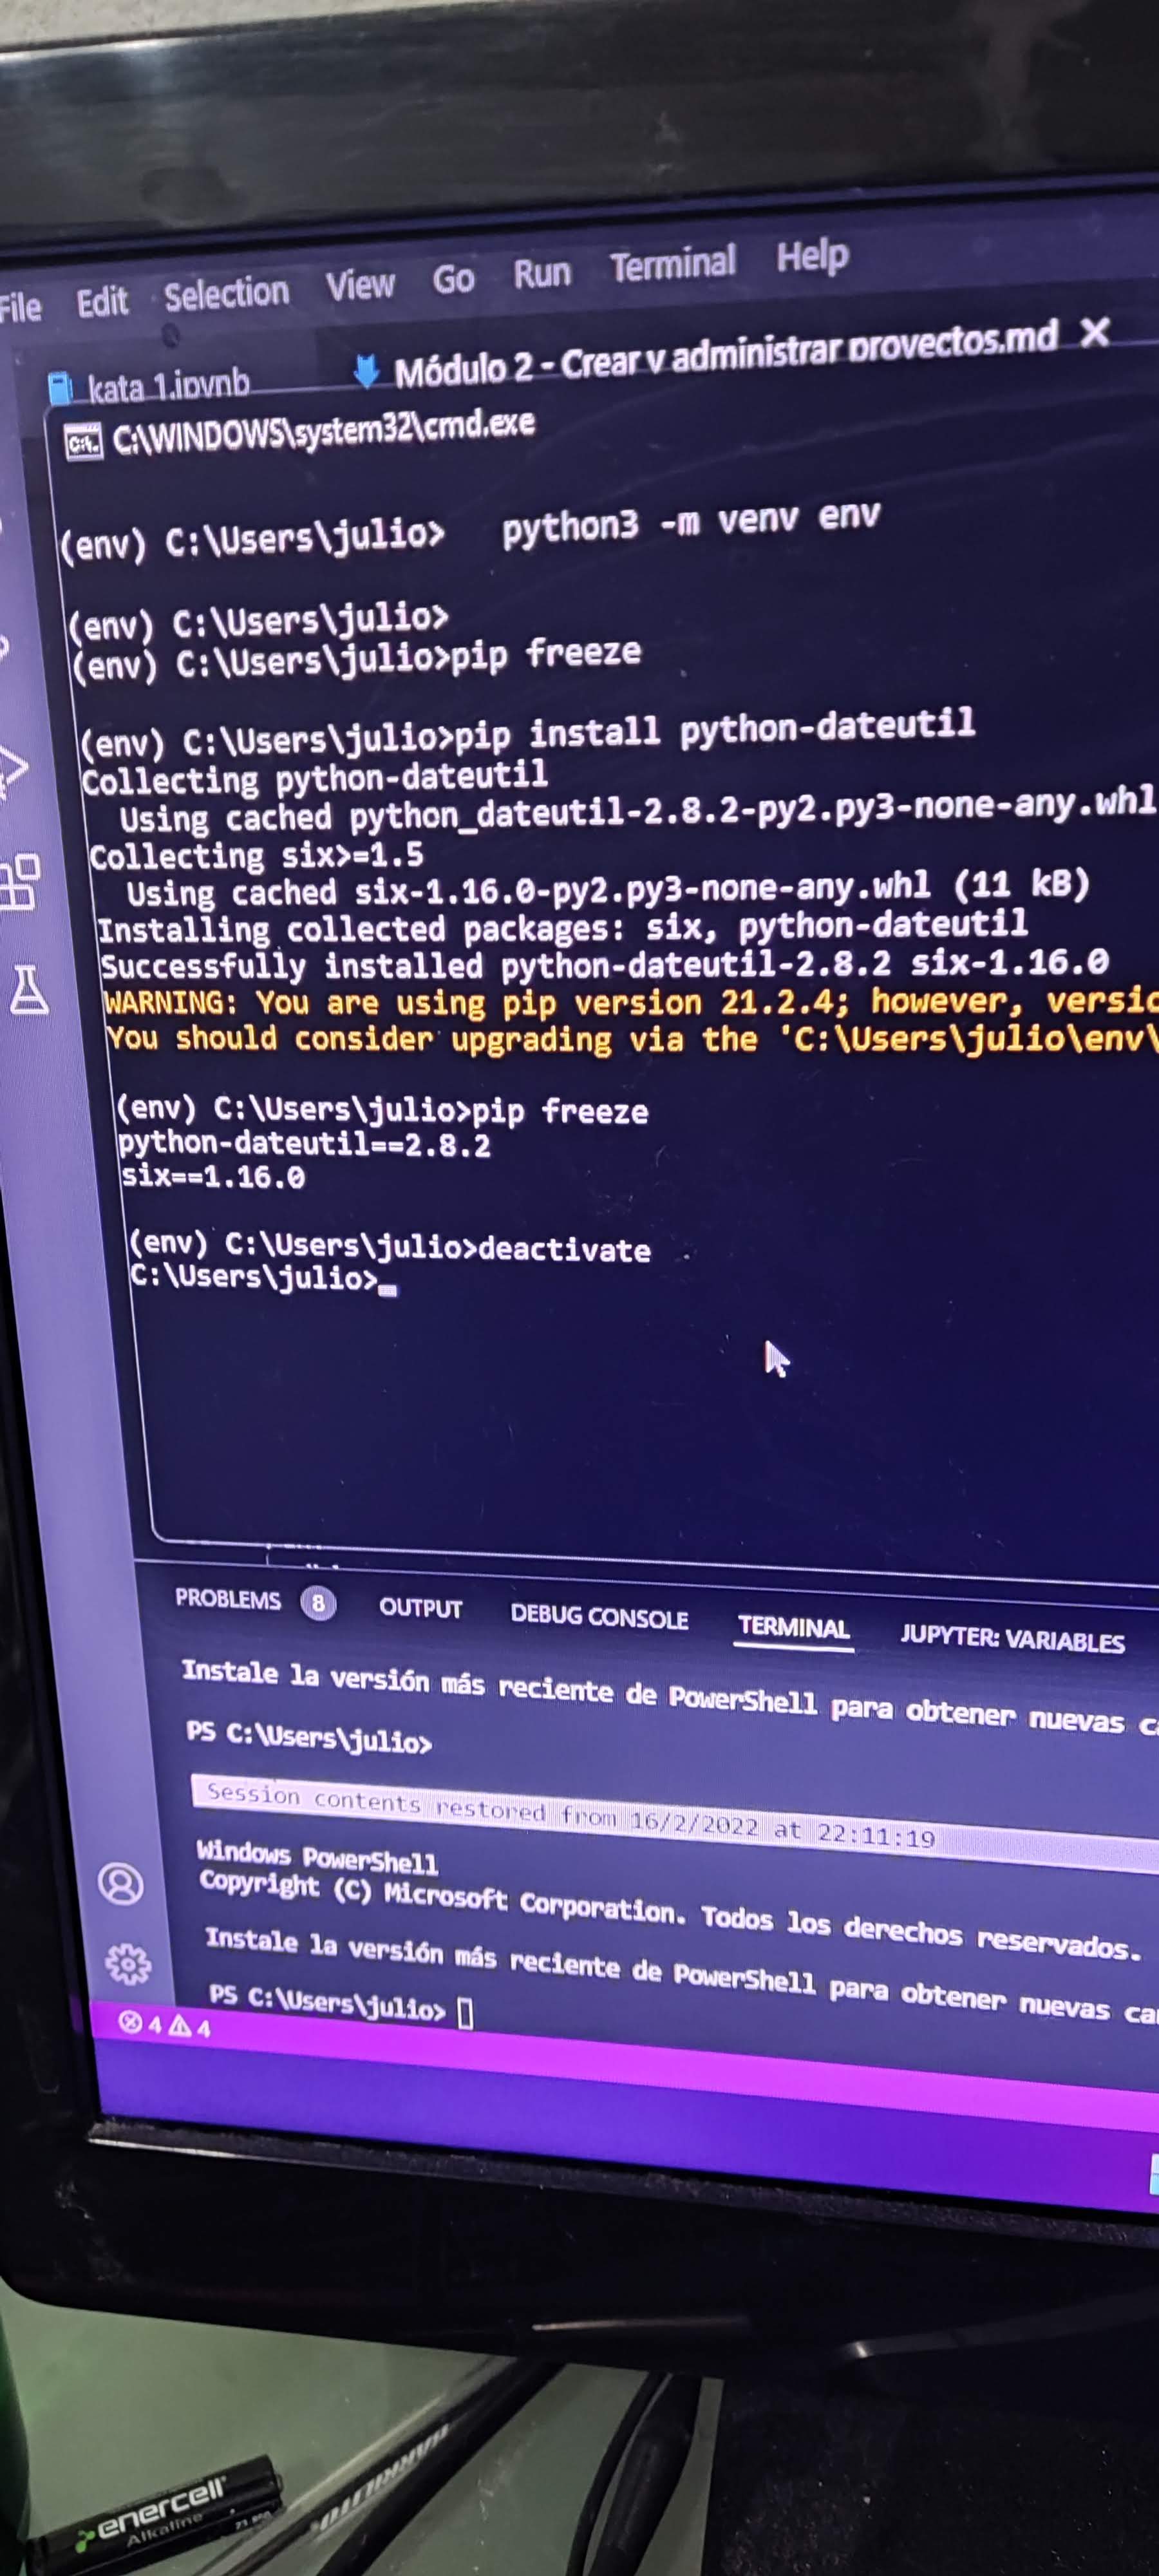 File Edit Selection View Go Run Terminal Help
kata 1.ipynb Módulo 2 - Crear y administrar proyectos.md
C:\WINDOWS\system32\cmd.exe
(env) C:\Users\julio>   python3 -m venv env
(env) C:\Users\julio>
(env) C:\Users\julio>pip freeze
(env) C:\Users\julio>pip install python-dateutil
Collecting python-dateutil
  Using cached python_dateutil-2.8.2-py2.py3-none-any.whl
Collecting six>=1.5
  Using cached six-1.16.0-py2.py3-none-any.whl (11 kB)
Installing collected packages: six, python-dateutil
Successfully installed python-dateutil-2.8.2 six-1.16.0
WARNING: You are using pip version 21.2.4; however, versio
You should consider upgrading via the 'C:\Users\julio\env\
(env) C:\Users\julio>pip freeze
python-dateutil==2.8.2
six==1.16.0
(env) C:\Users\julio>deactivate
C:\Users\julio>
PROBLEMS 8 OUTPUT DEBUG CONSOLE TERMINAL JUPYTER: VARIABLES
Instale la versión más reciente de PowerShell para obtener nuevas c
PS C:\Users\julio>
Session contents restored from 16/2/2022 at 22:11:19
Windows PowerShell
Copyright (C) Microsoft Corporation. Todos los derechos reservados.
Instale la versión más reciente de PowerShell para obtener nuevas ca
PS C:\Users\julio>
4 4
enercell
Alkaline